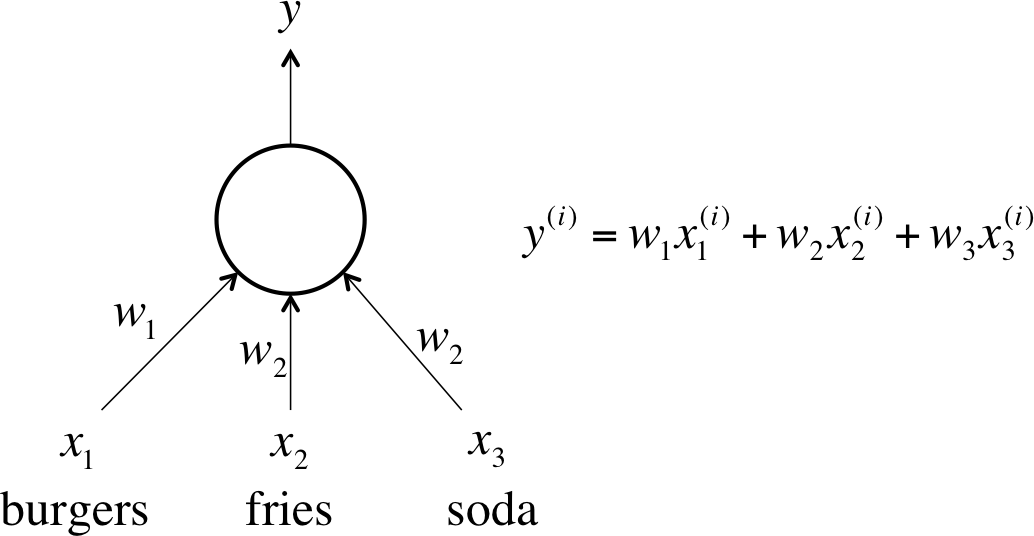 y
y^(i) = w₁x₁^(i) + w₂x₂^(i) + w₃x₃^(i)
w₁ w₂ w₂
x₁ x₂ x₃
burgers fries soda